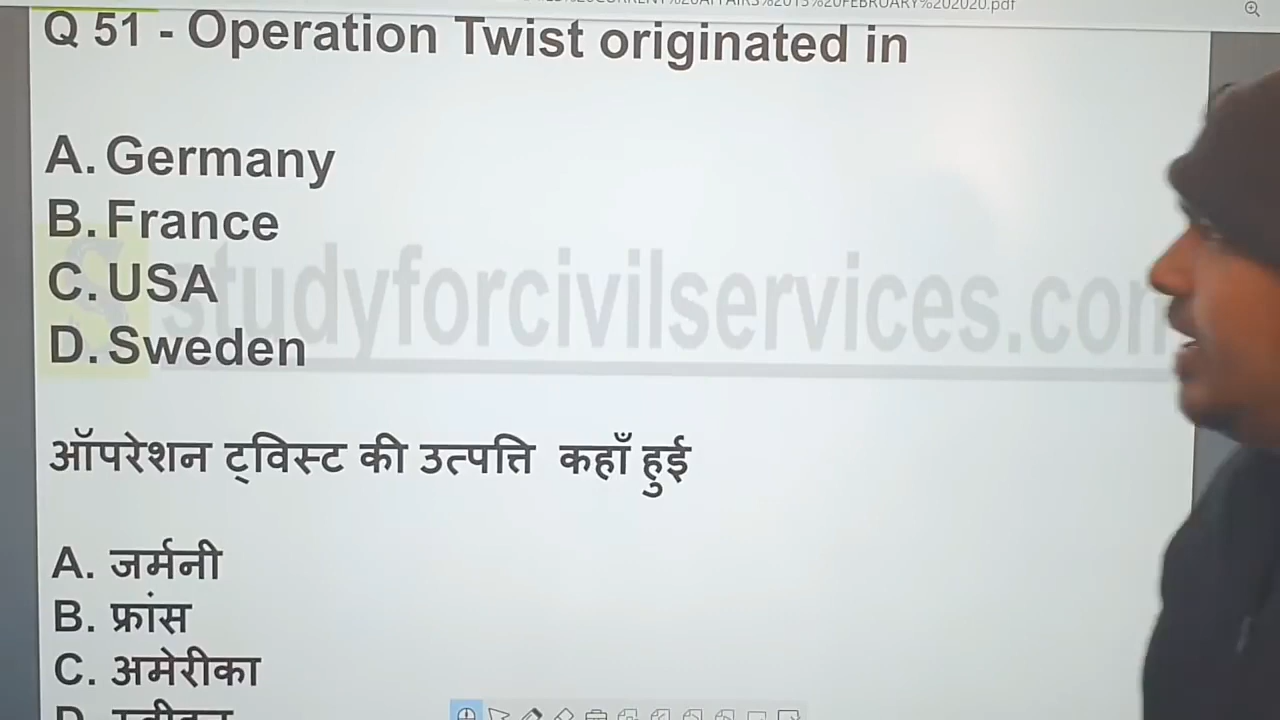 Q 51 - Operation Twist originated in
A. Germany
B. France
C. USA
D. Sweden
studyforcivilservices.com
ऑपरेशन ट्विस्ट की उत्पत्ति कहाँ हुई
A. जर्मनी
B. फ्रांस
C. अमेरीका